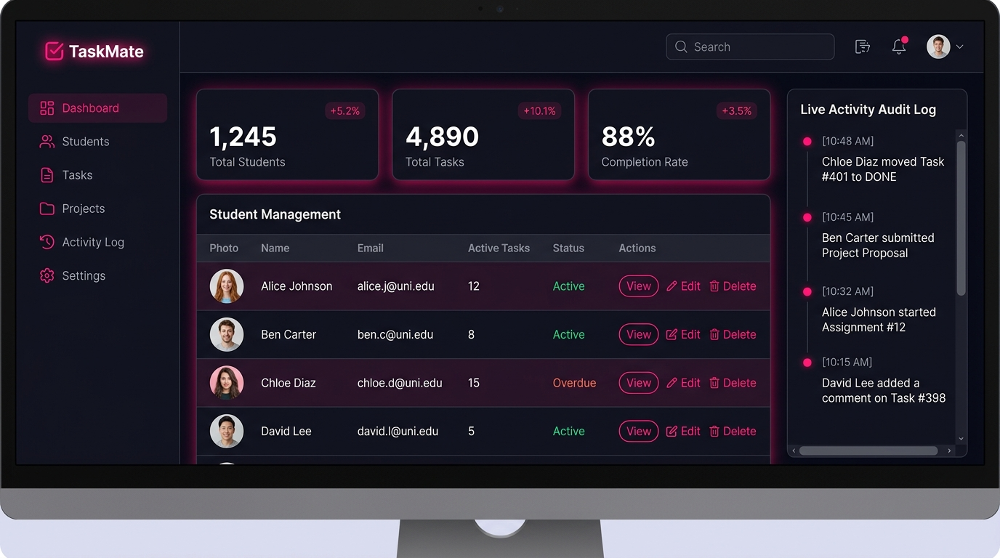 TaskMate
Search
Dashboard
Students
Tasks
Projects
Activity Log
Settings
+5.2%
1,245
Total Students
+10.1%
4,890
Total Tasks
+3.5%
88%
Completion Rate
Student Management
Photo Name Email Active Tasks Status Actions
Alice Johnson alice.j@uni.edu 12 Active View Edit Delete
Ben Carter ben.c@uni.edu 8 Active View Edit Delete
Chloe Diaz chloe.d@uni.edu 15 Overdue View Edit Delete
David Lee david.l@uni.edu 5 Active View Edit Delete
Live Activity Audit Log
[10:48 AM]
Chloe Diaz moved Task
#401 to DONE
[10:45 AM]
Ben Carter submitted
Project Proposal
[10:32 AM]
Alice Johnson started
Assignment #12
[10:15 AM]
David Lee added a
comment on Task #398